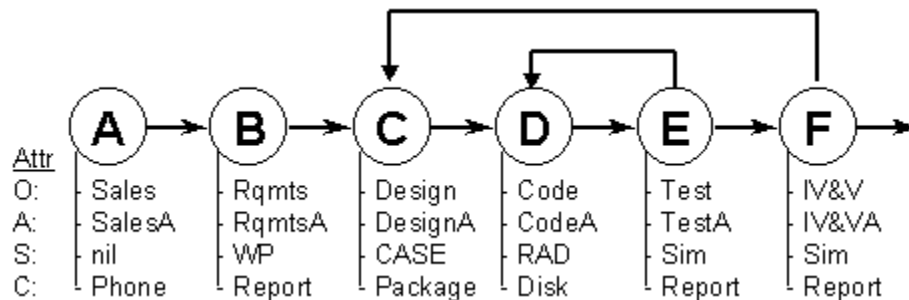 A B C D E F
Attr
O: - Sales - Rqmts - Design - Code - Test - IV&V
A: - SalesA - RqmtsA - DesignA - CodeA - TestA - IV&VA
S: - nil - WP - CASE - RAD - Sim - Sim
C: - Phone - Report - Package - Disk - Report - Report